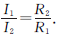 I₁/I₂ = R₂/R₁.